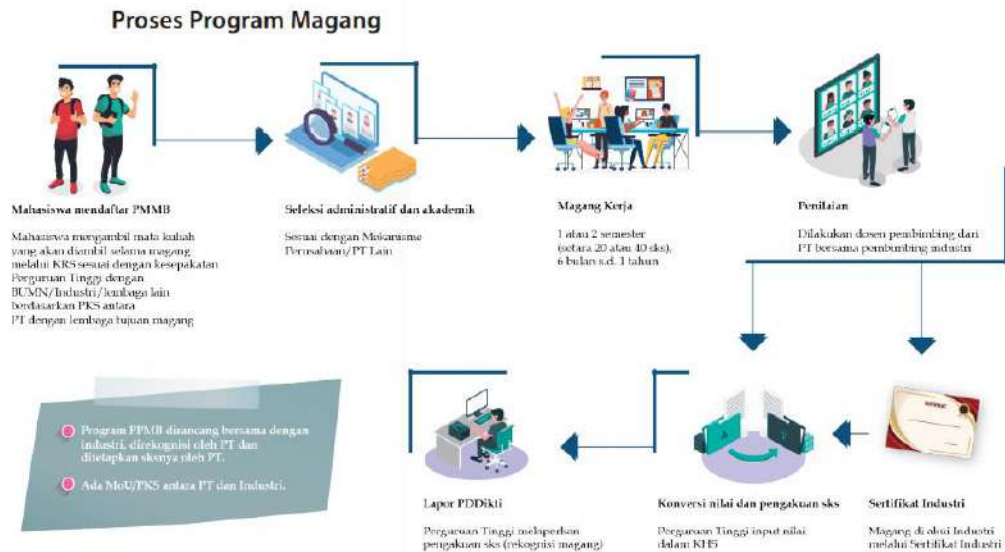 Proses Program Magang
Mahasiswa mendaftar PMMB
Mahasiswa mengambil mata kuliah
yang akan diambil selama magang
melalui KRS sesuai dengan kesepakatan
Perguruan Tinggi dengan
BUMN/Industri/lembaga lain
berdasarkan PKS antara
PT dengan lembaga tujuan magang
Seleksi administratif dan akademik
Sesuai dengan Mekanisme
Perusahaan/PT Lain
Magang Kerja
1 atau 2 semester
(setara 20 atau 40 sks),
6 bulan s.d. 1 tahun
Penilaian
Dilakukan dosen pembimbing dari
PT bersama pembimbing industri
Program PPMB dirancang bersama dengan
industri, direkognisi oleh PT dan
ditetapkan sksnya oleh PT.
Ada MoU/PKS antara PT dan Industri.
Lapor PDDikti
Perguruan Tinggi melaporkan
pengakuan sks (rekognisi magang)
Konversi nilai dan pengakuan sks
Perguruan Tinggi input nilai
dalam KHS
Sertifikat Industri
Magang di akui Industri
melalui Sertifikat Industri